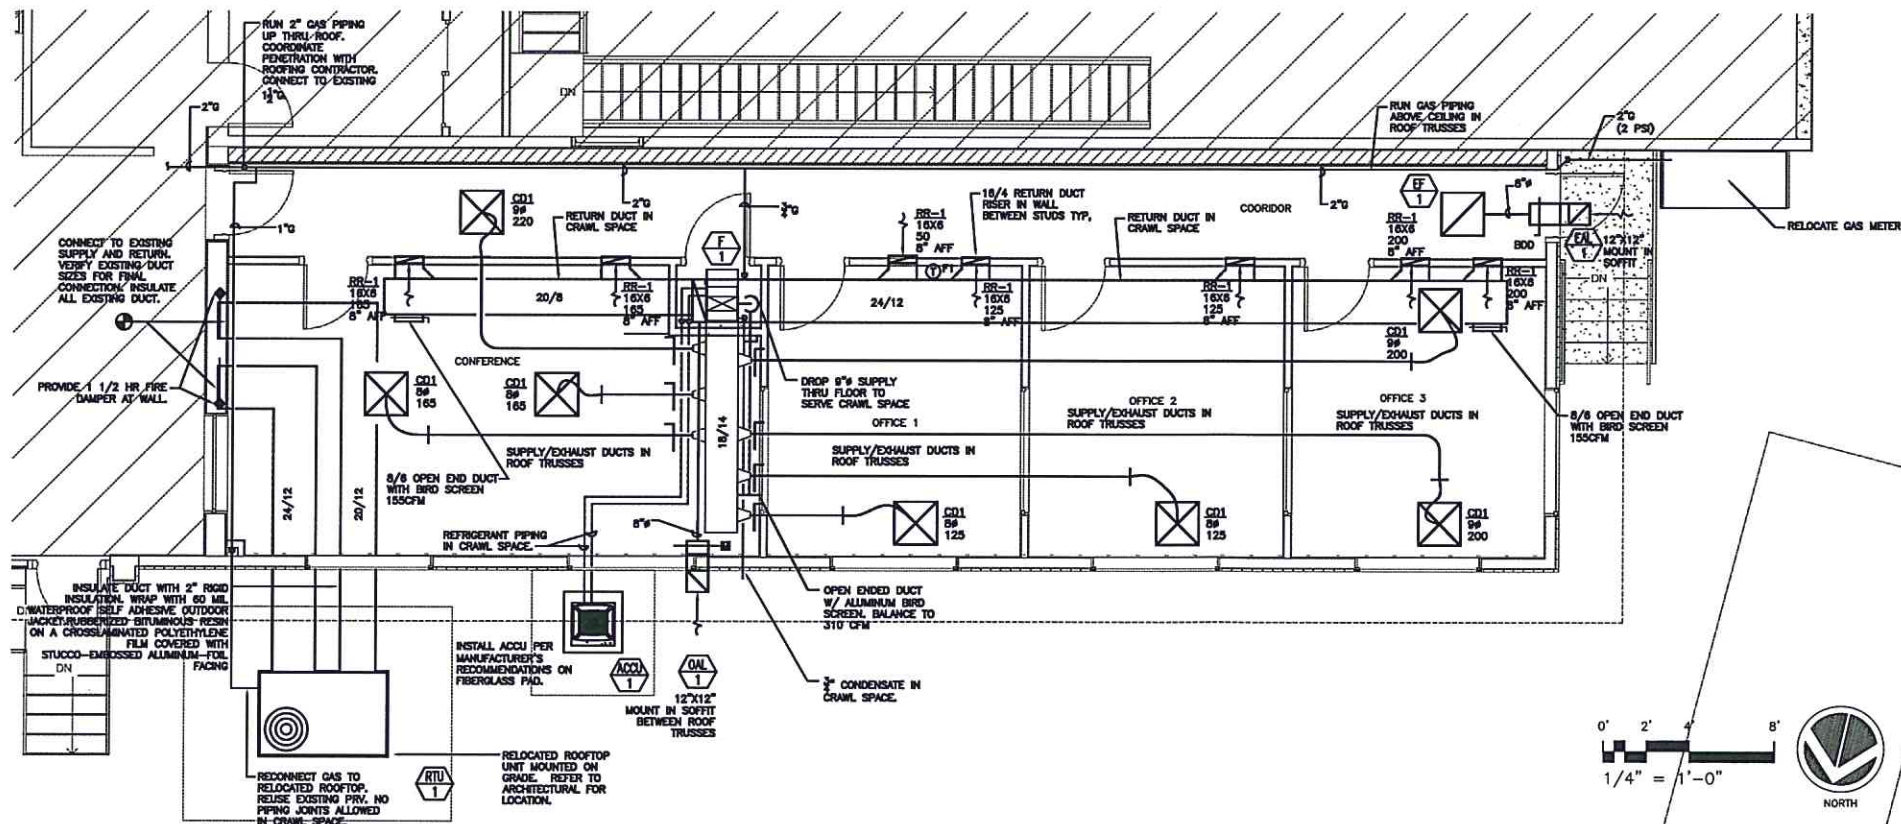 RUN 2" GAS PIPING
UP THRU ROOF.
COORDINATE
PENETRATION WITH
ROOFING CONTRACTOR.
CONNECT TO EXISTING
1½"G
2"G
DN
RUN GAS PIPING
ABOVE CEILING IN
ROOF TRUSSES
2"G
(2 PSI)
RELOCATE GAS METER
1"G
CD1
9ø
220
RETURN DUCT IN
CRAWL SPACE
2"G
F
1
¾"G
RR-1
16X6
50
8" AFF
16/4 RETURN DUCT
RISER IN WALL
BETWEEN STUDS TYP,
RETURN DUCT IN
CRAWL SPACE
COORIDOR
2"G
EF
1
8"ø
RR-1
16X6
200
8" AFF
BDD
EAL
1
12"X12"
MOUNT IN
SOFFIT
DN
CONNECT TO EXISTING
SUPPLY AND RETURN.
VERIFY EXISTING DUCT
SIZES FOR FINAL
CONNECTION. INSULATE
ALL EXISTING DUCT.
RR-1
16X6
165
8" AFF
20/8
RR-1
16X6
165
8" AFF
T
F1
24/12
RR-1
16X6
125
8" AFF
RR-1
16X6
125
8" AFF
RR-1
16X6
200
8" AFF
CD1
9ø
200
CONFERENCE
PROVIDE 1 1/2 HR FIRE
DAMPER AT WALL.
CD1
8ø
165
CD1
8ø
165
18/14
DROP 9"ø SUPPLY
THRU FLOOR TO
SERVE CRAWL SPACE
OFFICE 1
SUPPLY/EXHAUST DUCTS IN
ROOF TRUSSES
OFFICE 2
SUPPLY/EXHAUST DUCTS IN
ROOF TRUSSES
OFFICE 3
SUPPLY/EXHAUST DUCTS IN
ROOF TRUSSES
8/6 OPEN END DUCT
WITH BIRD SCREEN
155CFM
SUPPLY/EXHAUST DUCTS IN
ROOF TRUSSES
8/6 OPEN END DUCT
WITH BIRD SCREEN
155CFM
24/12
20/12
REFRIGERANT PIPING
IN CRAWL SPACE.
8"ø
CD1
8ø
125
CD1
8ø
125
CD1
9ø
200
INSULATE DUCT WITH 2" RIGID
INSULATION. WRAP WITH 60 MIL
WATERPROOF SELF ADHESIVE OUTDOOR
JACKET.RUBBERIZED BITUMINOUS RESIN
ON A CROSSLAMINATED POLYETHYLENE
FILM COVERED WITH
STUCCO-EMBOSSED ALUMINUM-FOIL
FACING
DN
INSTALL ACCU PER
MANUFACTURER'S
RECOMMENDATIONS ON
FIBERGLASS PAD.
ACCU
1
OAL
1
12"X12"
MOUNT IN SOFFIT
BETWEEN ROOF
TRUSSES
OPEN ENDED DUCT
W/ ALUMINUM BIRD
SCREEN. BALANCE TO
310 CFM
¾" CONDENSATE IN
CRAWL SPACE.
RECONNECT GAS TO
RELOCATED ROOFTOP.
REUSE EXISTING PRV. NO
PIPING JOINTS ALLOWED
IN CRAWL SPACE.
RTU
1
RELOCATED ROOFTOP
UNIT MOUNTED ON
GRADE. REFER TO
ARCHITECTURAL FOR
LOCATION.
0' 2' 4' 8'
1/4" = 1'-0"
NORTH